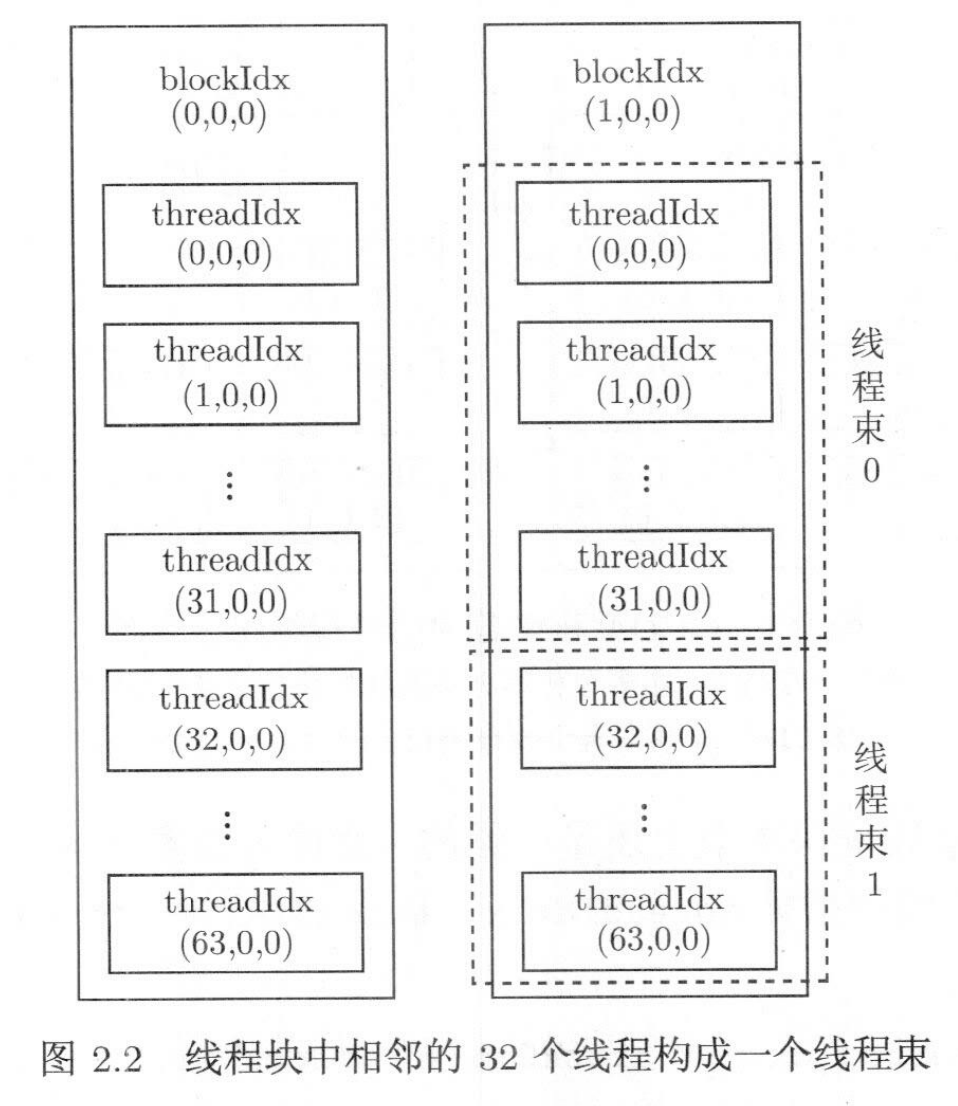 blockIdx
(0,0,0)
threadIdx
(0,0,0)
threadIdx
(1,0,0)
⋮
threadIdx
(31,0,0)
threadIdx
(32,0,0)
⋮
threadIdx
(63,0,0)
blockIdx
(1,0,0)
threadIdx
(0,0,0)
threadIdx
(1,0,0)
⋮
threadIdx
(31,0,0)
threadIdx
(32,0,0)
⋮
threadIdx
(63,0,0)
线程束0
线程束1
图 2.2 线程块中相邻的 32 个线程构成一个线程束